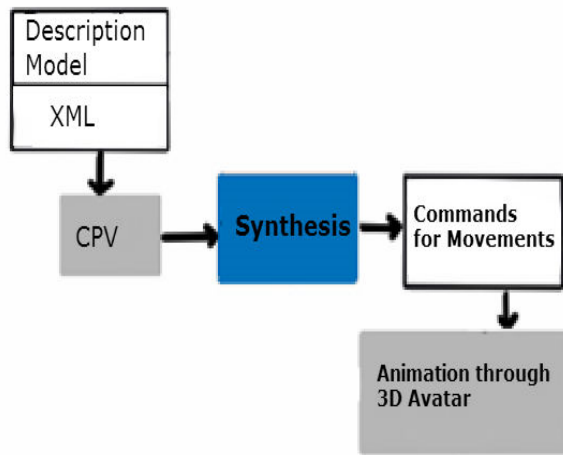 Description
Model
XML
CPV
Synthesis
Commands
for Movements
Animation through
3D Avatar